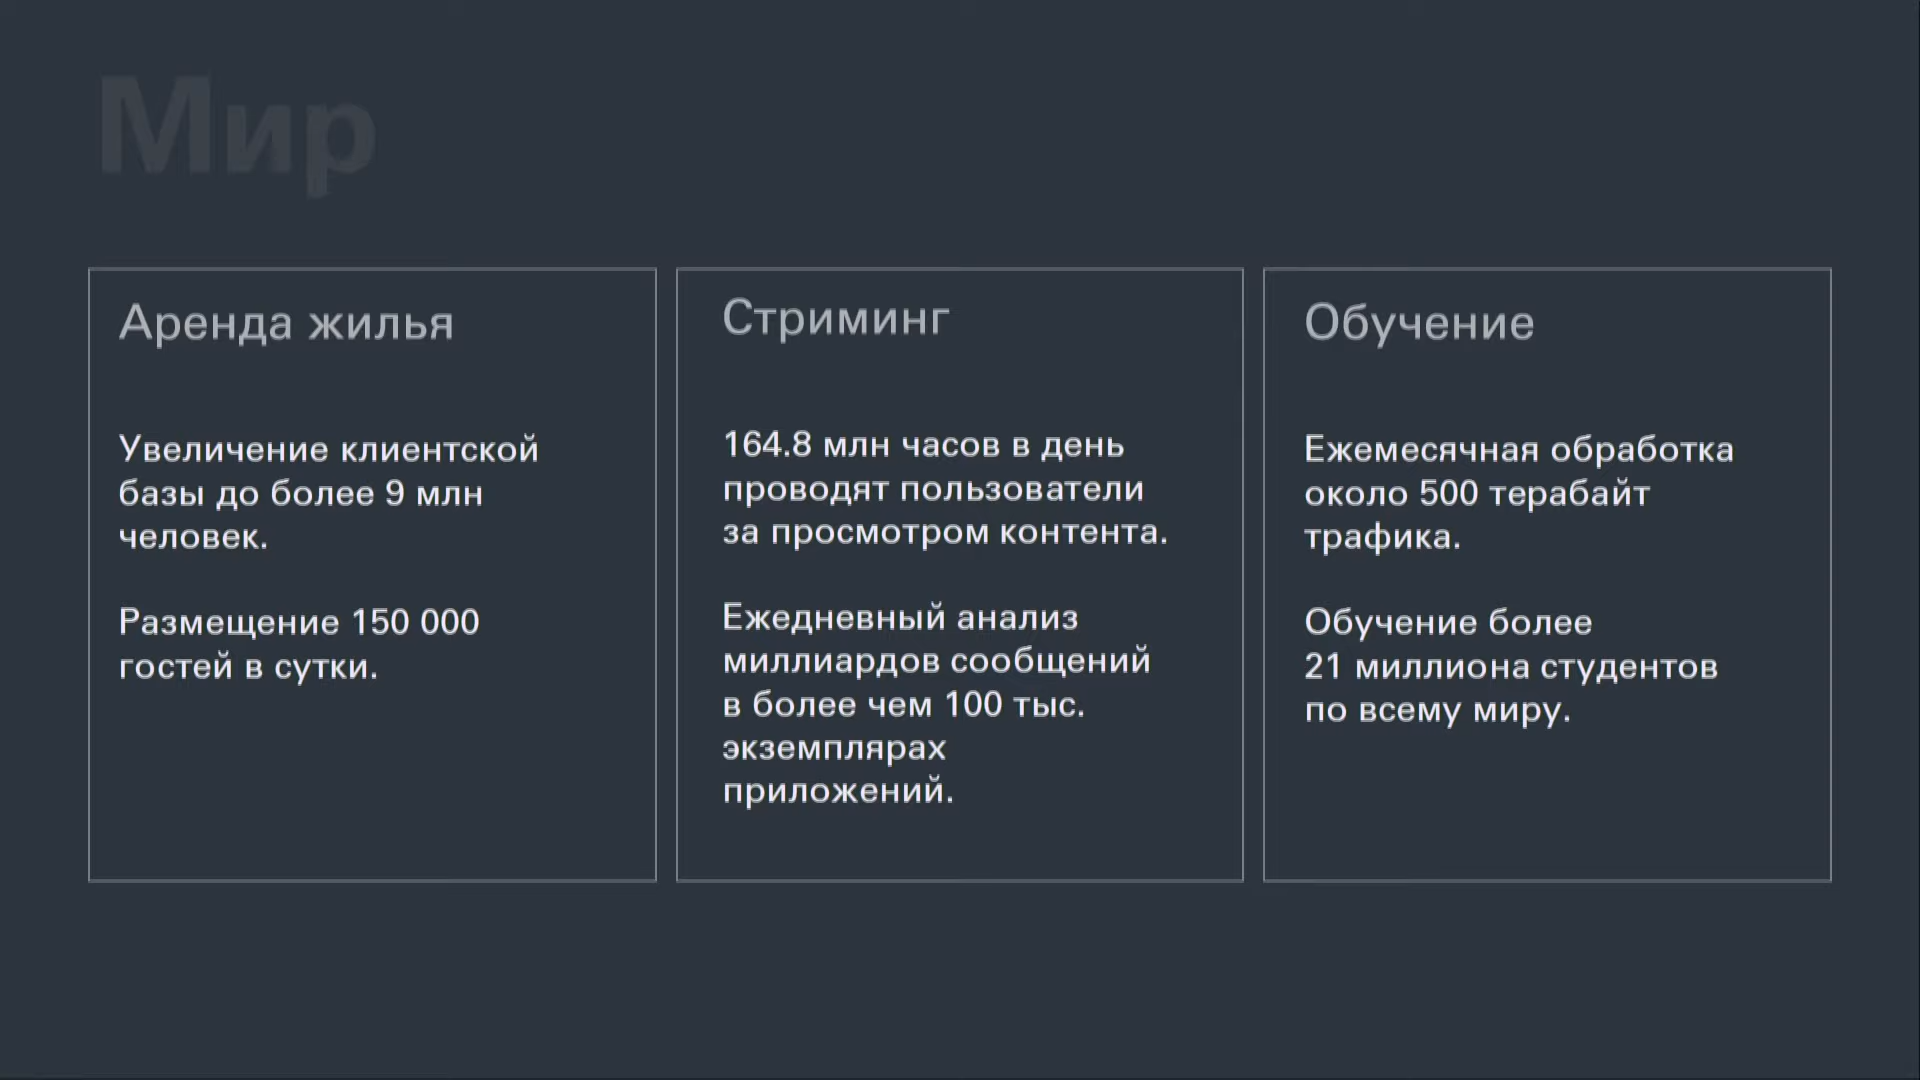 Мир
Аренда жилья
Увеличение клиентской
базы до более 9 млн
человек.
Размещение 150 000
гостей в сутки.
Стриминг
164.8 млн часов в день
проводят пользователи
за просмотром контента.
Ежедневный анализ
миллиардов сообщений
в более чем 100 тыс.
экземплярах
приложений.
Обучение
Ежемесячная обработка
около 500 терабайт
трафика.
Обучение более
21 миллиона студентов
по всему миру.